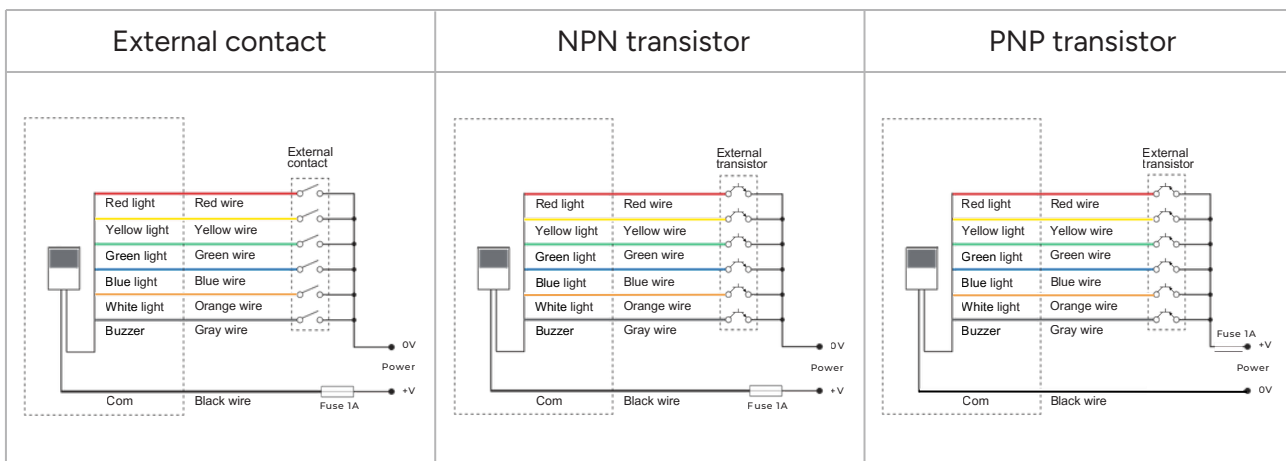 External contact
NPN transistor
PNP transistor
External
contact
Red light Red wire
Yellow light Yellow wire
Green light Green wire
Blue light Blue wire
White light Orange wire
Buzzer Gray wire
0V
Power
+V
Com Black wire
Fuse 1A
External
transistor
Red light Red wire
Yellow light Yellow wire
Green light Green wire
Blue light Blue wire
White light Orange wire
Buzzer Gray wire
0V
Power
+V
Com Black wire
Fuse 1A
External
transistor
Red light Red wire
Yellow light Yellow wire
Green light Green wire
Blue light Blue wire
White light Orange wire
Buzzer Gray wire
Fuse 1A
+V
Power
0V
Com Black wire